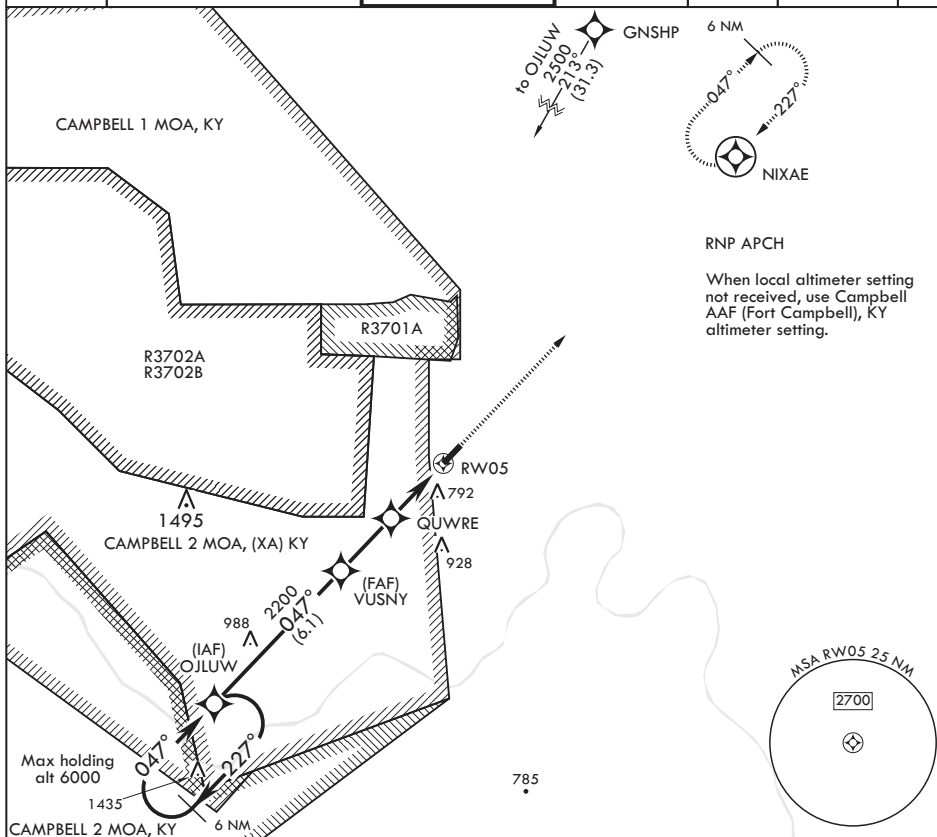 to OJLUW
2500
213°
(31.3)
GNSHP
6 NM
047°
227°
NIXAE
CAMPBELL 1 MOA, KY
RNP APCH
When local altimeter setting
not received, use Campbell
AAF (Fort Campbell), KY
altimeter setting.
R3701A
R3702A
R3702B
RW05
792
1495
QUWRE
CAMPBELL 2 MOA, (XA) KY
928
(FAF)
VUSNY
2200
047°
(6.1)
988
(IAF)
OJLUW
MSA RW05 25 NM
2700
047°
227°
Max holding
alt 6000
1435
785
6 NM
CAMPBELL 2 MOA, KY